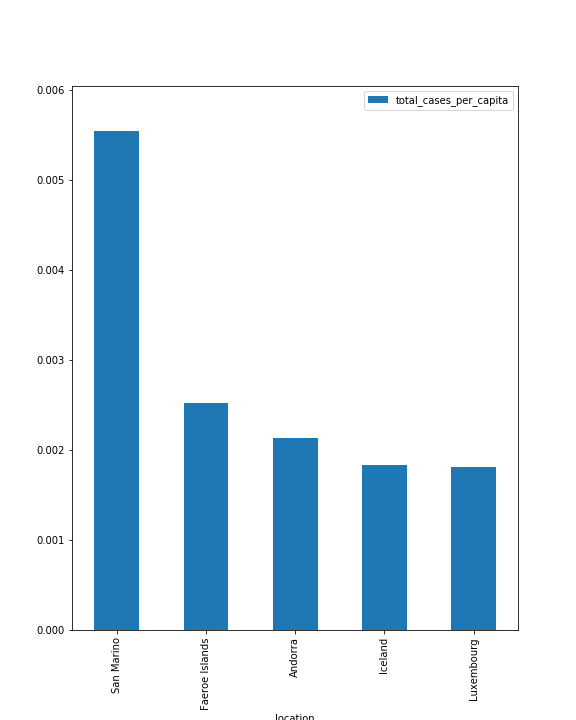 0.006
total_cases_per_capita
0.005
0.004
0.003
0.002
0.001
0.000
San Marino
Faeroe Islands
Andorra
Iceland
Luxembourg
location